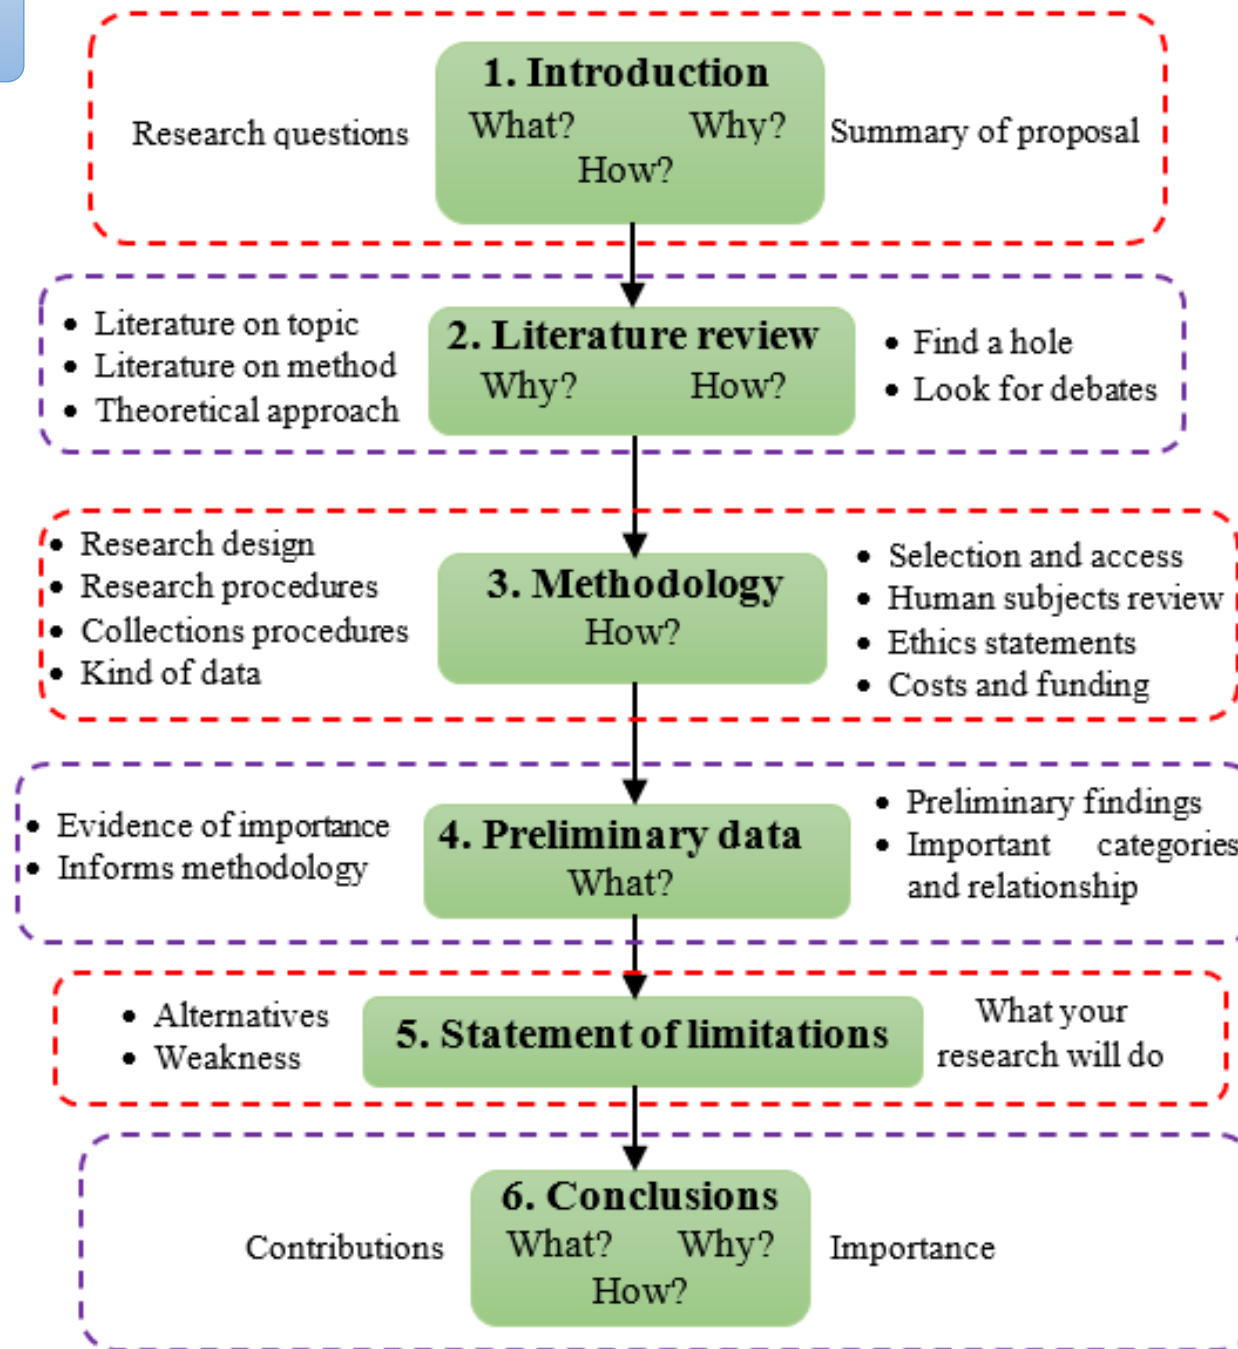 1. Introduction
What? Why?
How?
Research questions
Summary of proposal
• Literature on topic
• Literature on method
• Theoretical approach
2. Literature review
Why? How?
• Find a hole
• Look for debates
• Research design
• Research procedures
• Collections procedures
• Kind of data
3. Methodology
How?
• Selection and access
• Human subjects review
• Ethics statements
• Costs and funding
• Evidence of importance
• Informs methodology
4. Preliminary data
What?
• Preliminary findings
• Important categories
and relationship
• Alternatives
• Weakness
5. Statement of limitations
What your
research will do
Contributions
6. Conclusions
What? Why?
How?
Importance